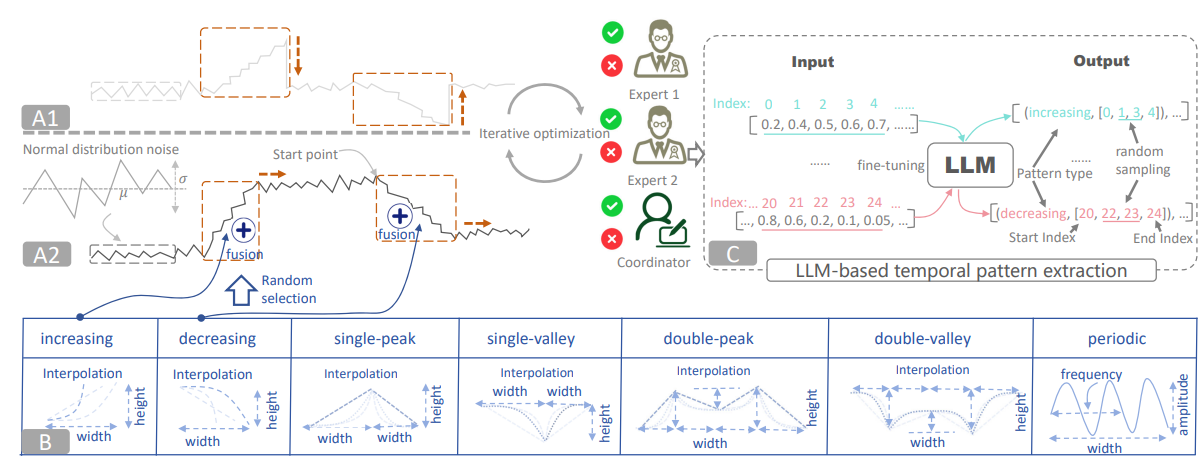 A1
Normal distribution noise
σ
μ
Start point
Iterative optimization
A2
fusion
fusion
Random
selection
Expert 1
Expert 2
Coordinator
Input
Output
Index: 0 1 2 3 4 ......
[ 0.2, 0.4, 0.5, 0.6, 0.7, ......]
......
Index:... 20 21 22 23 24 ...
[..., 0.8, 0.6, 0.2, 0.1, 0.05, ...]
fine-tuning
LLM
[(increasing, [0, 1, 3, 4]), ...]
Pattern type
......
random
sampling
[(decreasing, [20, 22, 23, 24]), ...]
Start Index
End Index
C
LLM-based temporal pattern extraction
increasing
decreasing
single-peak
single-valley
double-peak
double-valley
periodic
Interpolation
height
width
Interpolation
height
width
Interpolation
height
width
width
Interpolation
width
width
height
Interpolation
height
width
Interpolation
height
width
frequency
amplitude
width
B